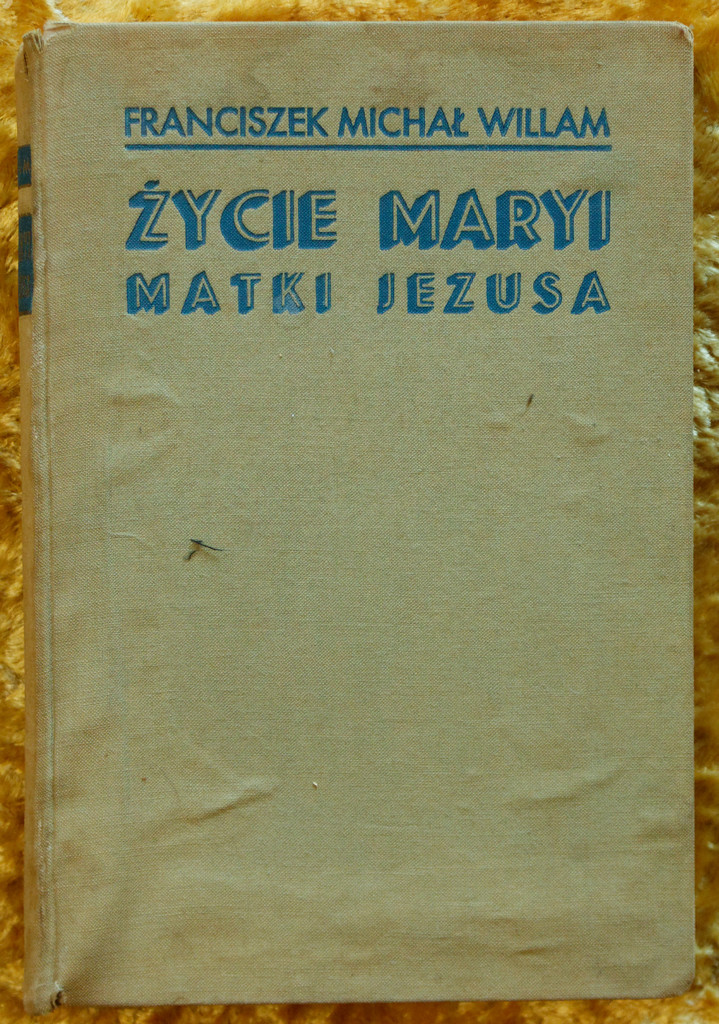 FRANCISZEK MICHAŁ WILLAM
ŻYCIE MARYI
MATKI JEZUSA